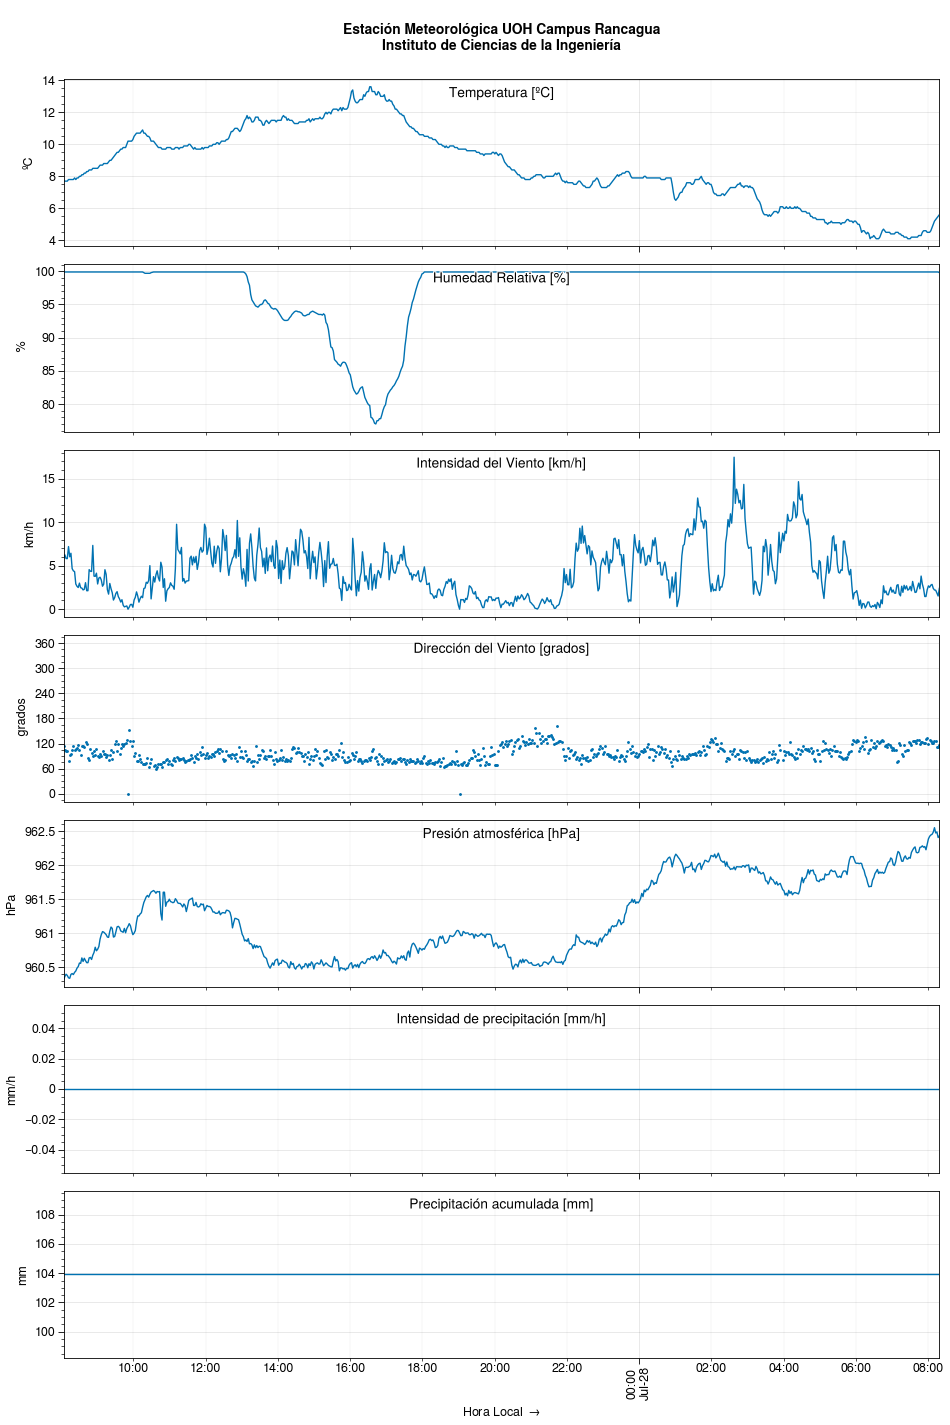 Estación Meteorológica UOH Campus Rancagua
Instituto de Ciencias de la Ingeniería
Temperatura [ºC]
ºC
14
12
10
8
6
4
Humedad Relativa [%]
%
100
95
90
85
80
Intensidad del Viento [km/h]
km/h
15
10
5
0
Dirección del Viento [grados]
grados
360
300
240
180
120
60
0
Presión atmosférica [hPa]
hPa
962.5
962
961.5
961
960.5
Intensidad de precipitación [mm/h]
mm/h
0.04
0.02
0
−0.02
−0.04
Precipitación acumulada [mm]
mm
108
106
104
102
100
10:00 12:00 14:00 16:00 18:00 20:00 22:00 00:00 02:00 04:00 06:00 08:00
Jul-28
Hora Local →